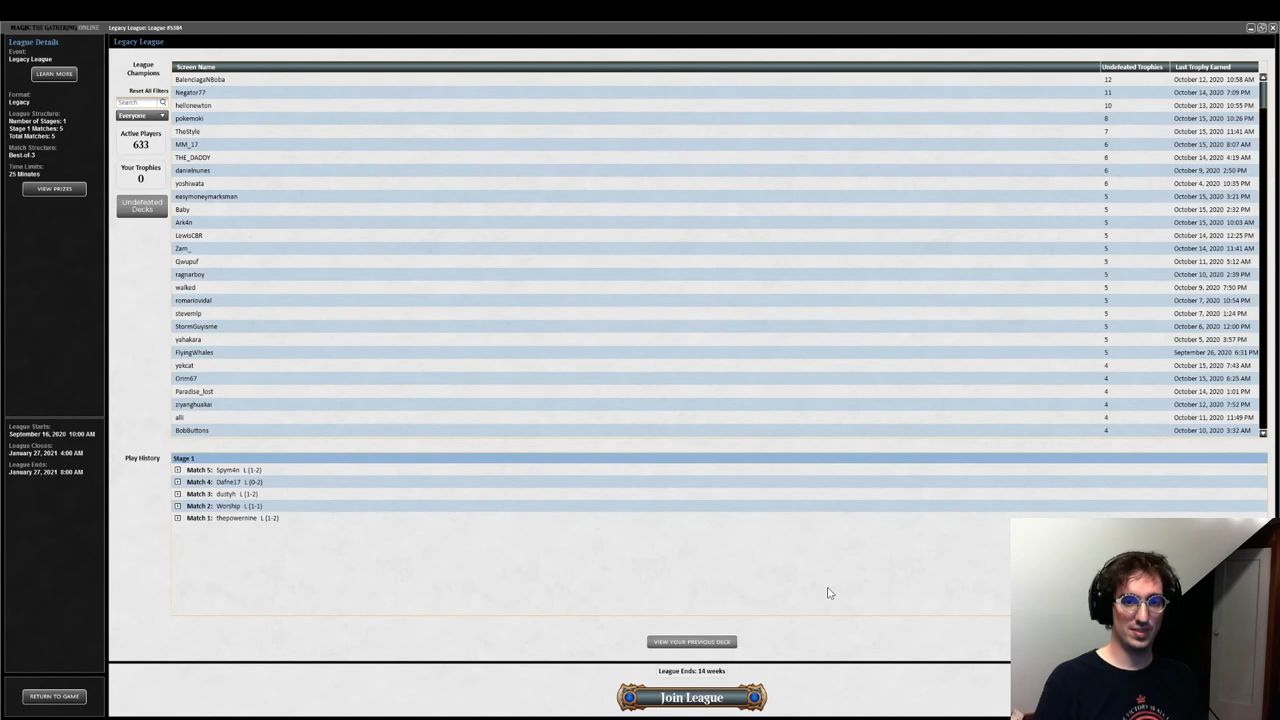 MAGIC THE GATHERING ONLINE
Legacy League: League #5384
League Details
Event:
Legacy League
LEARN MORE
Format:
Legacy
League Structure:
Number of Stages: 1
Stage 1 Matches: 5
Total Matches: 5
Match Structure:
Best-of-3
Time Limits:
25 Minutes
VIEW PRIZES
League Starts:
September 16, 2020 10:00 AM
League Closes:
January 27, 2021 4:00 AM
League Ends:
January 27, 2021 8:00 AM
RETURN TO GAME
Legacy League
League
Champions
Reset All Filters
Search
Everyone
Active Players
633
Your Trophies
0
Undefeated
Decks
Screen Name Undefeated Trophies Last Trophy Earned
BalenciagaNBoba 12 October 12, 2020 10:58 AM
Negator77 11 October 14, 2020 7:09 PM
hellonewton 10 October 13, 2020 10:55 PM
pokemoki 8 October 15, 2020 10:26 PM
TheStyle 7 October 15, 2020 11:41 AM
MM_17 6 October 15, 2020 8:07 AM
THE_DADDY 6 October 14, 2020 4:19 AM
danielnunes 6 October 9, 2020 2:50 PM
yoshiwata 6 October 4, 2020 10:35 PM
easymoneymarksman 5 October 15, 2020 3:21 PM
Baby 5 October 15, 2020 2:32 PM
Ark4n 5 October 15, 2020 10:03 AM
LewisCBR 5 October 14, 2020 12:25 PM
Zam_ 5 October 14, 2020 11:41 AM
Qwupuf 5 October 11, 2020 5:12 AM
ragnarboy 5 October 10, 2020 2:39 PM
walked 5 October 9, 2020 7:50 PM
romariovidal 5 October 7, 2020 10:54 PM
stevemlp 5 October 7, 2020 1:24 PM
StormGuyisme 5 October 6, 2020 12:00 PM
yahakara 5 October 5, 2020 3:57 PM
FlyingWhales 5 September 26, 2020 6:31 PM
yekcat 4 October 15, 2020 7:43 AM
Orim67 4 October 15, 2020 6:25 AM
Paradise_lost 4 October 14, 2020 1:01 PM
ziyanghuakai 4 October 12, 2020 7:52 PM
alli 4 October 11, 2020 11:49 PM
BobButtons 4 October 10, 2020 3:32 AM
Play History
Stage 1
Match 5: Spym4n L (1-2)
Match 4: Dafne17 L (0-2)
Match 3: dustyh L (1-2)
Match 2: Worship L (1-1)
Match 1: thepowernine L (1-2)
VIEW YOUR PREVIOUS DECK
League Ends: 14 weeks
Join League